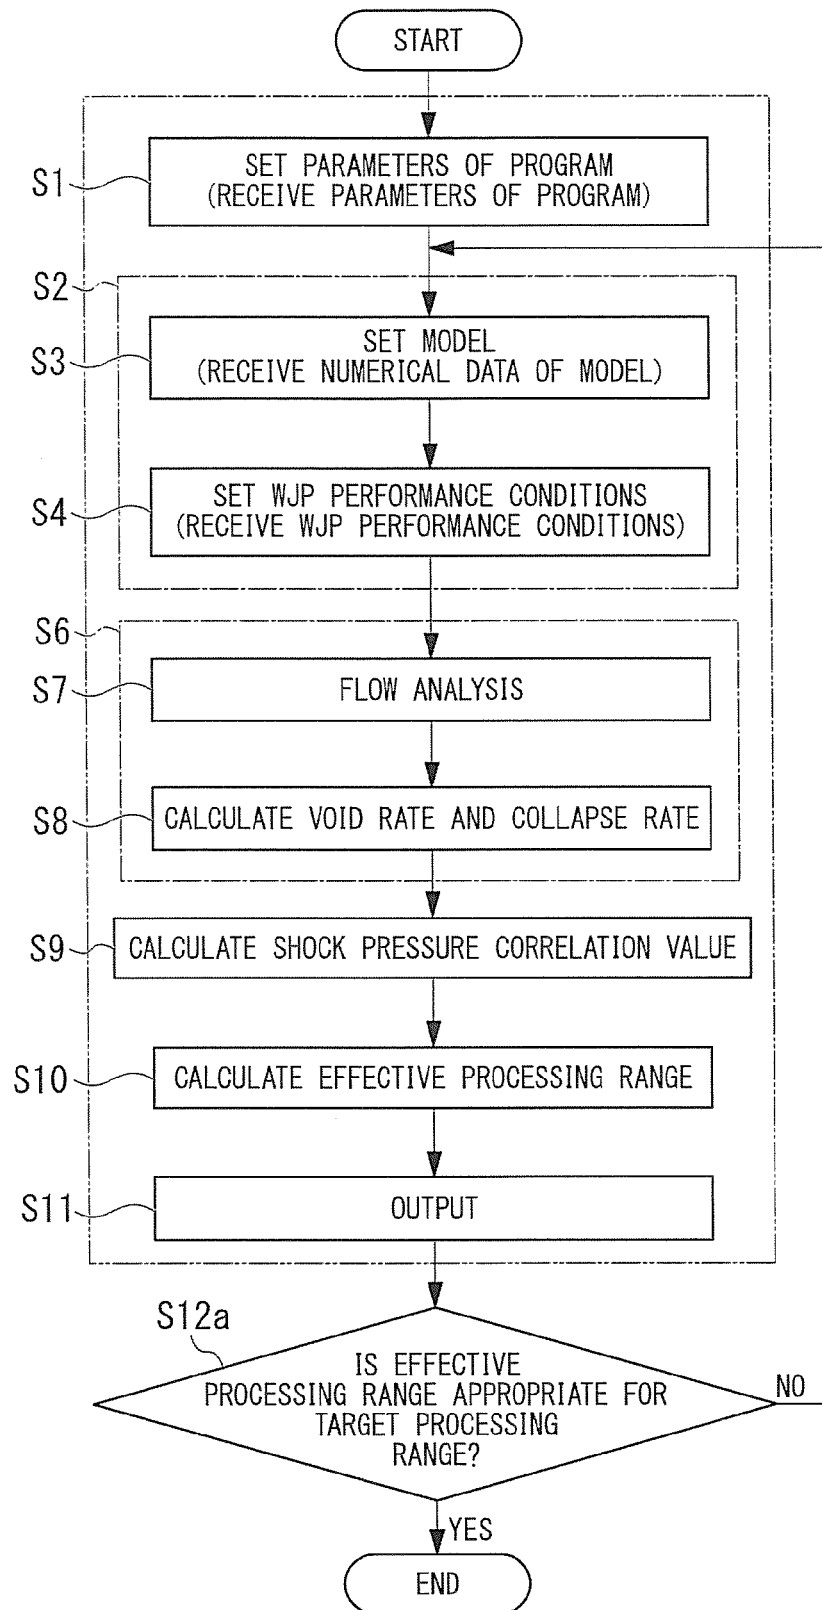 START
S1
SET PARAMETERS OF PROGRAM
(RECEIVE PARAMETERS OF PROGRAM)
S2
S3
SET MODEL
(RECEIVE NUMERICAL DATA OF MODEL)
S4
SET WJP PERFORMANCE CONDITIONS
(RECEIVE WJP PERFORMANCE CONDITIONS)
S6
S7
FLOW ANALYSIS
S8
CALCULATE VOID RATE AND COLLAPSE RATE
S9
CALCULATE SHOCK PRESSURE CORRELATION VALUE
S10
CALCULATE EFFECTIVE PROCESSING RANGE
S11
OUTPUT
S12a
IS EFFECTIVE
PROCESSING RANGE APPROPRIATE FOR
TARGET PROCESSING
RANGE?
NO
YES
END